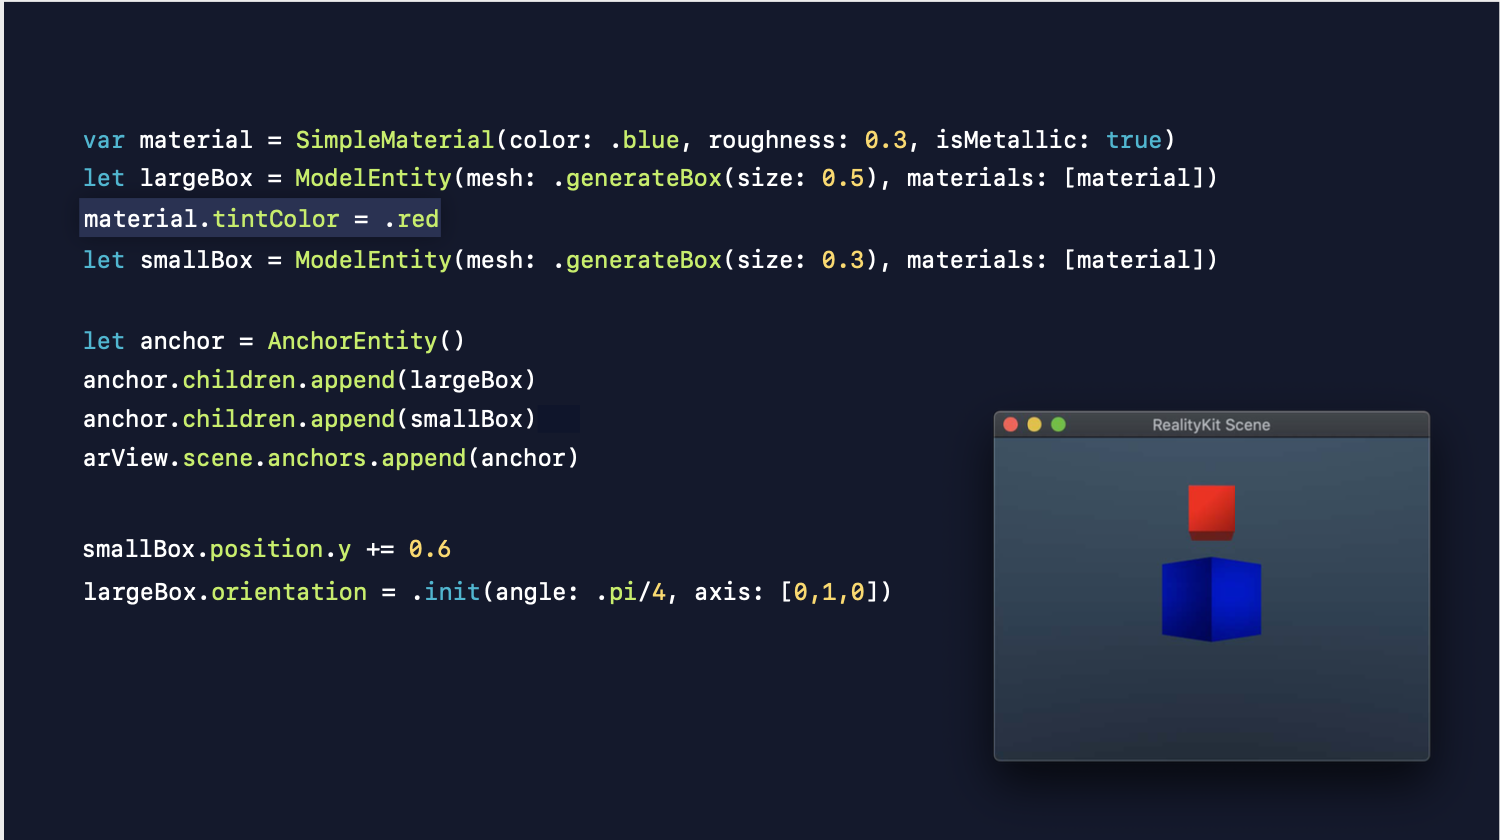 var material = SimpleMaterial(color: .blue, roughness: 0.3, isMetallic: true)
let largeBox = ModelEntity(mesh: .generateBox(size: 0.5), materials: [material])
material.tintColor = .red
let smallBox = ModelEntity(mesh: .generateBox(size: 0.3), materials: [material])
let anchor = AnchorEntity()
anchor.children.append(largeBox)
anchor.children.append(smallBox)
arView.scene.anchors.append(anchor)
smallBox.position.y += 0.6
largeBox.orientation = .init(angle: .pi/4, axis: [0,1,0])
RealityKit Scene